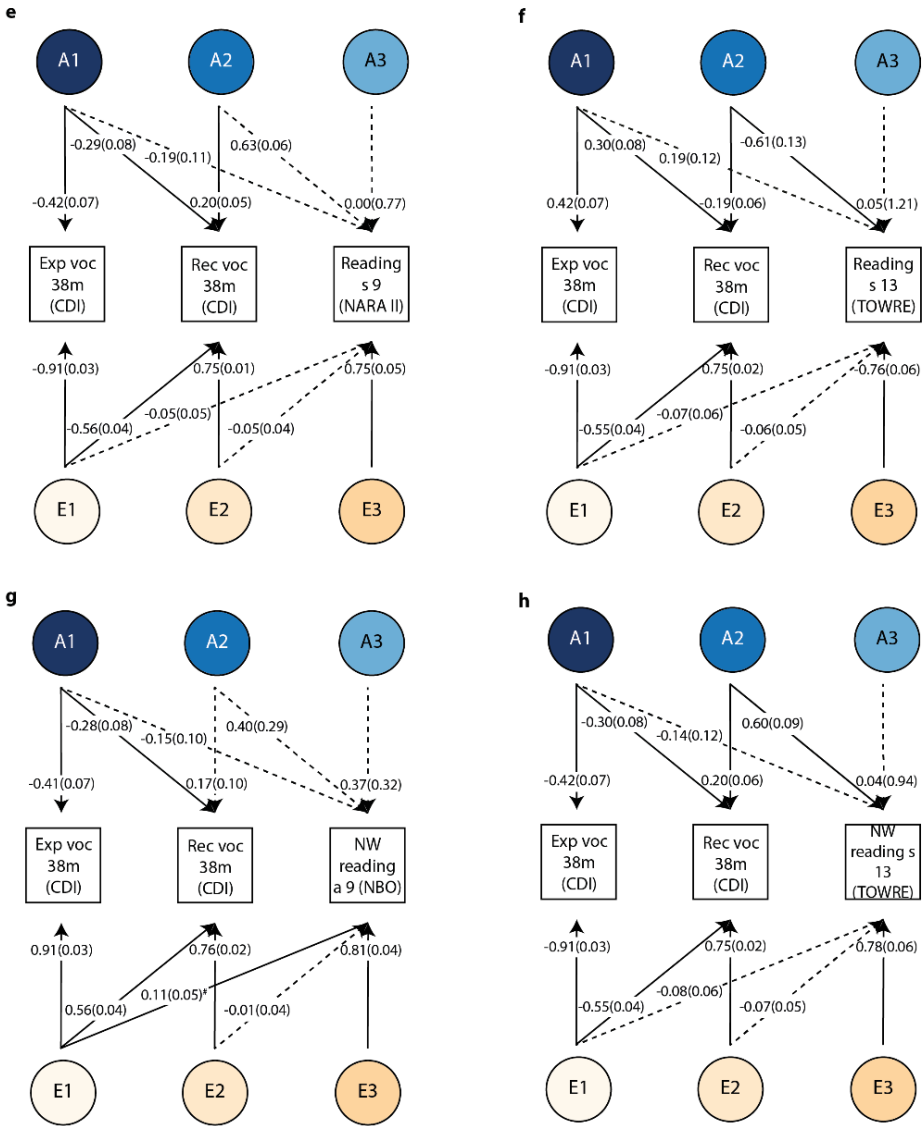 e
A1
A2
A3
-0.29(0.08)
-0.19(0.11)
0.63(0.06)
-0.42(0.07)
0.20(0.05)
0.00(0.77)
Exp voc
38m
(CDI)
Rec voc
38m
(CDI)
Reading
s 9
(NARA II)
-0.91(0.03)
0.75(0.01)
0.75(0.05)
-0.56(0.04)
-0.05(0.05)
-0.05(0.04)
E1
E2
E3
f
A1
A2
A3
0.30(0.08)
0.19(0.12)
-0.61(0.13)
0.42(0.07)
-0.19(0.06)
0.05(1.21)
Exp voc
38m
(CDI)
Rec voc
38m
(CDI)
Reading
s 13
(TOWRE)
-0.91(0.03)
0.75(0.02)
-0.76(0.06)
-0.55(0.04)
-0.07(0.06)
-0.06(0.05)
E1
E2
E3
g
A1
A2
A3
-0.28(0.08)
-0.15(0.10)
0.40(0.29)
-0.41(0.07)
0.17(0.10)
0.37(0.32)
Exp voc
38m
(CDI)
Rec voc
38m
(CDI)
NW
reading
a 9 (NBO)
0.91(0.03)
0.76(0.02)
0.81(0.04)
0.56(0.04)
0.11(0.05)#
-0.01(0.04)
E1
E2
E3
h
A1
A2
A3
-0.30(0.08)
-0.14(0.12)
0.60(0.09)
-0.42(0.07)
0.20(0.06)
0.04(0.94)
Exp voc
38m
(CDI)
Rec voc
38m
(CDI)
NW
reading s
13
(TOWRE)
-0.91(0.03)
0.75(0.02)
0.78(0.06)
-0.55(0.04)
-0.08(0.06)
-0.07(0.05)
E1
E2
E3